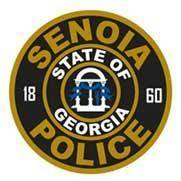 SENOIA
STATE OF
18 60
GEORGIA
POLICE